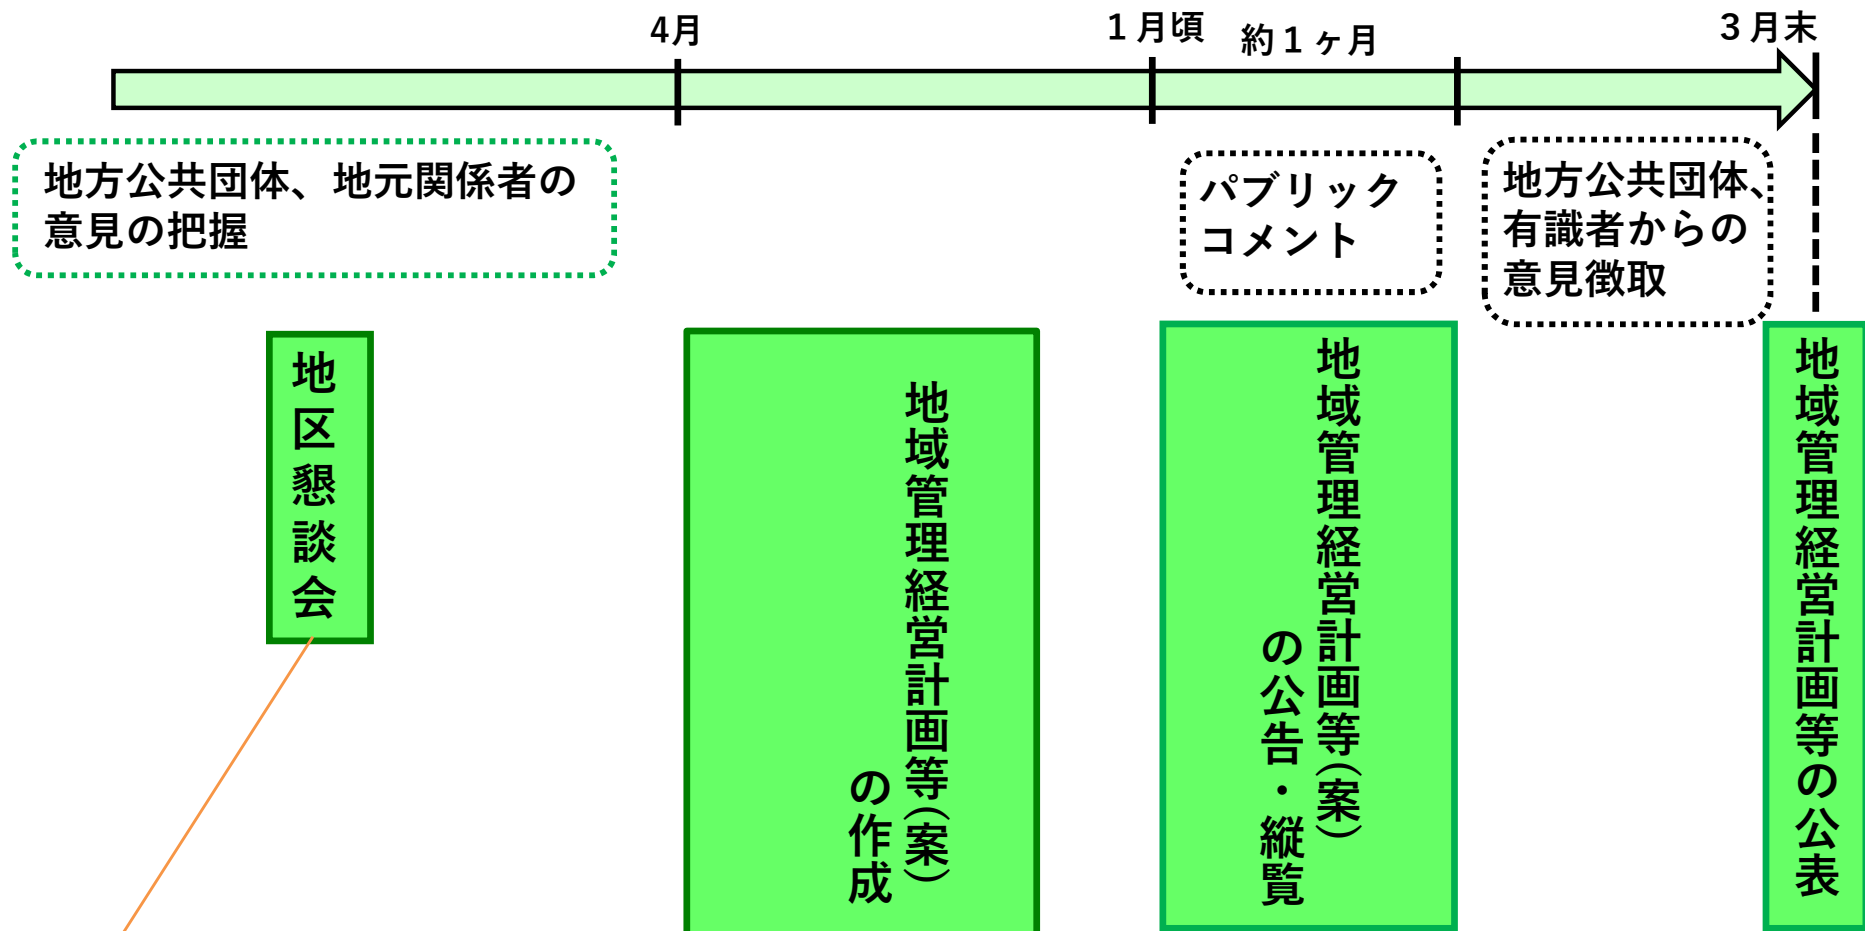 4月
１月頃
約１ヶ月
３月末
地方公共団体、地元関係者の
意見の把握
パブリック
コメント
地方公共団体、
有識者からの
意見徴取
地区懇談会
地域管理経営計画等(案)
の作成
地域管理経営計画等(案)
の公告・縦覧
地域管理経営計画等の公表